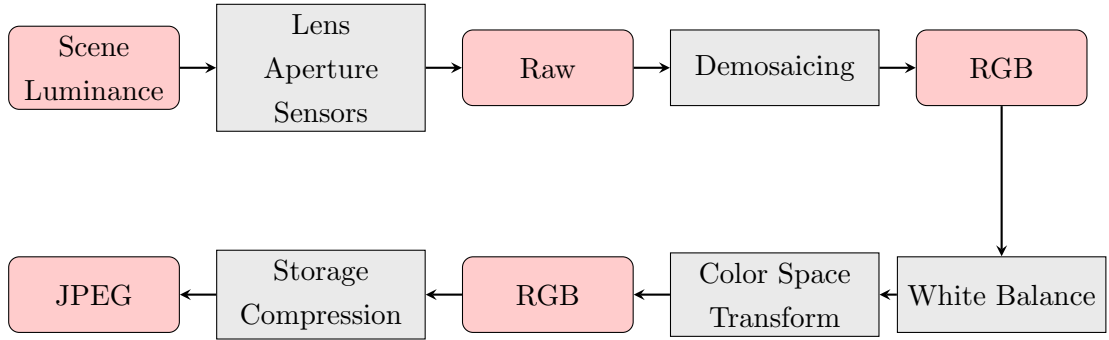 Scene
Luminance
Lens
Aperture
Sensors
Raw
Demosaicing
RGB
White Balance
Color Space
Transform
RGB
Storage
Compression
JPEG